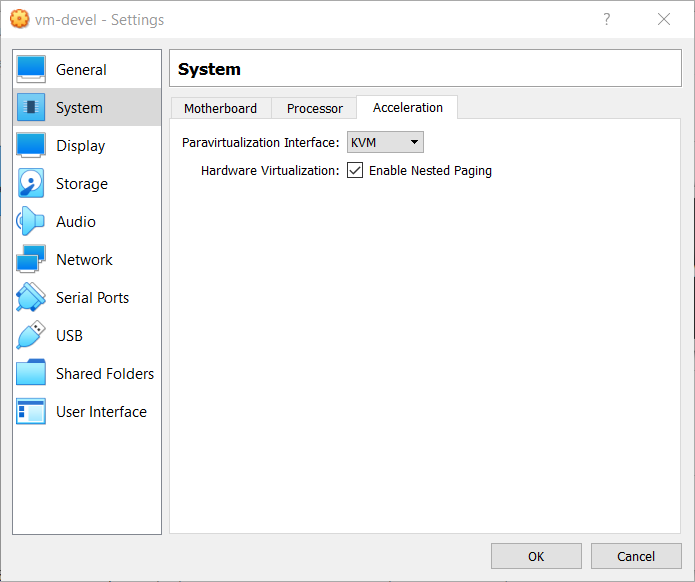 vm-devel - Settings
?
General
System
Display
Storage
Audio
Network
Serial Ports
USB
Shared Folders
User Interface
System
Motherboard Processor Acceleration
Paravirtualization Interface: KVM
Hardware Virtualization: Enable Nested Paging
OK Cancel